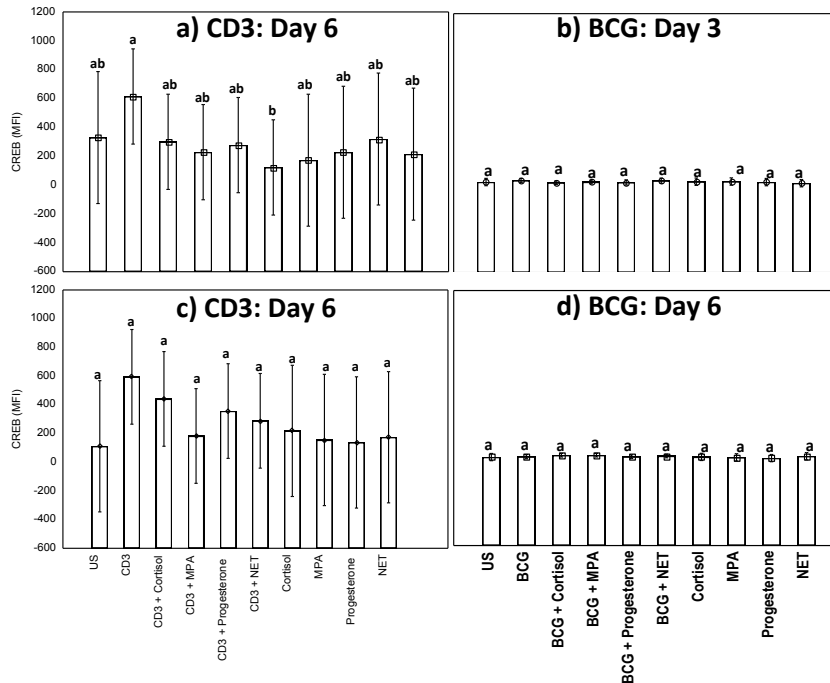 a) CD3: Day 6
CREB (MFI)
1200
1000
800
600
400
200
0
-200
-400
-600
ab
a
ab
ab
ab
b
ab
ab
ab
ab
b) BCG: Day 3
a
a
a
a
a
a
a
a
a
a
c) CD3: Day 6
CREB (MFI)
1200
1000
800
600
400
200
0
-200
-400
-600
a
a
a
a
a
a
a
a
a
a
US
CD3
CD3 + Cortisol
CD3 + MPA
CD3 + Progesterone
CD3 + NET
Cortisol
MPA
Progesterone
NET
d) BCG: Day 6
a
a
a
a
a
a
a
a
a
a
US
BCG
BCG + Cortisol
BCG + MPA
BCG + Progesterone
BCG + NET
Cortisol
MPA
Progesterone
NET